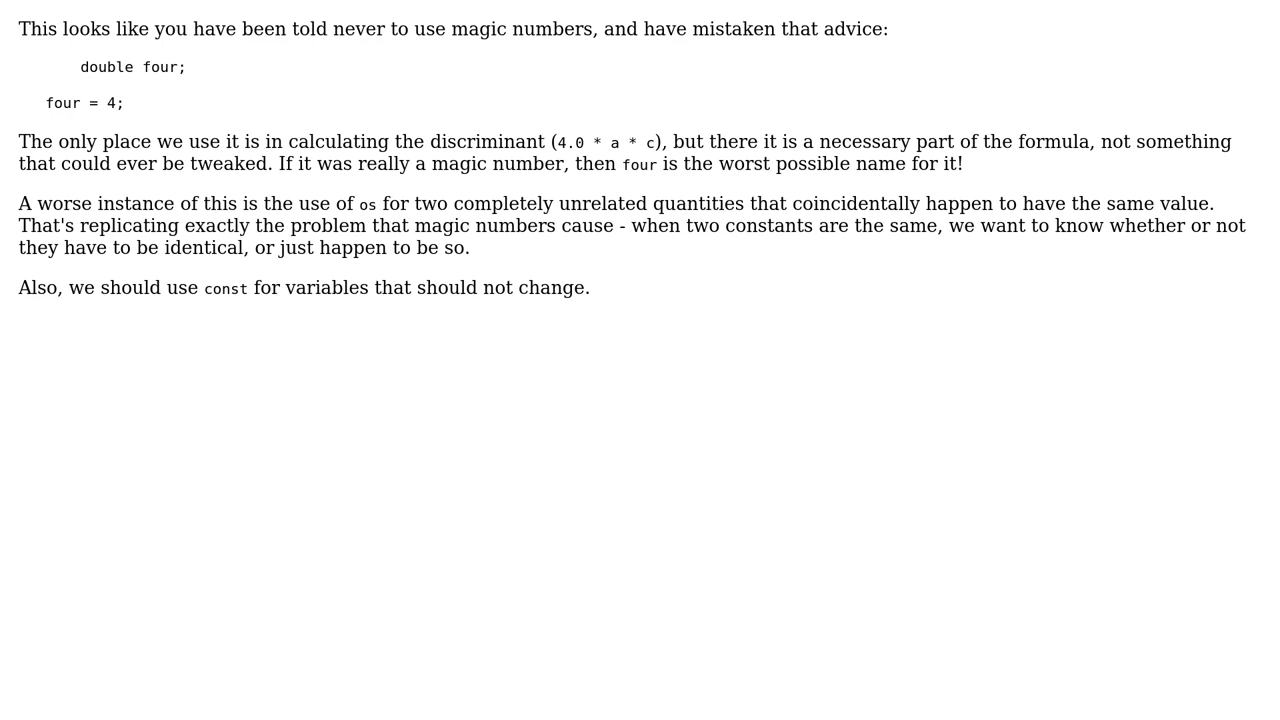 This looks like you have been told never to use magic numbers, and have mistaken that advice:
double four;
four = 4;
The only place we use it is in calculating the discriminant (4.0 * a * c), but there it is a necessary part of the formula, not something
that could ever be tweaked. If it was really a magic number, then four is the worst possible name for it!
A worse instance of this is the use of os for two completely unrelated quantities that coincidentally happen to have the same value.
That's replicating exactly the problem that magic numbers cause - when two constants are the same, we want to know whether or not
they have to be identical, or just happen to be so.
Also, we should use const for variables that should not change.